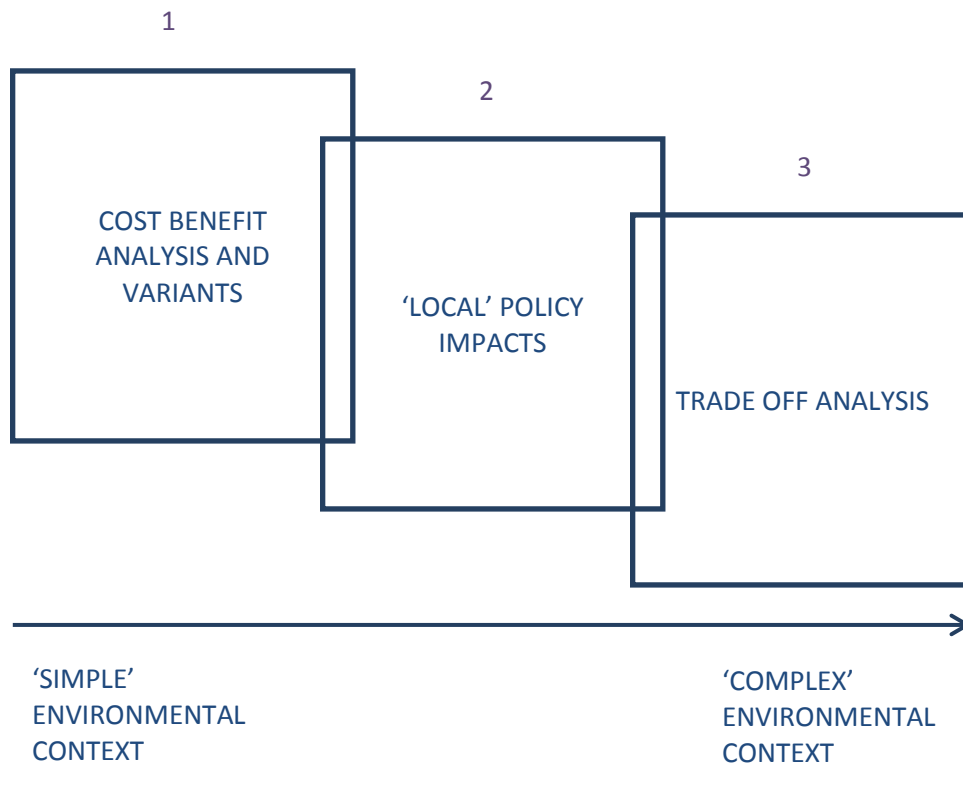 1
2
3
COST BENEFIT
ANALYSIS AND
VARIANTS
‘LOCAL’ POLICY
IMPACTS
TRADE OFF ANALYSIS
‘SIMPLE’
ENVIRONMENTAL
CONTEXT
‘COMPLEX’
ENVIRONMENTAL
CONTEXT